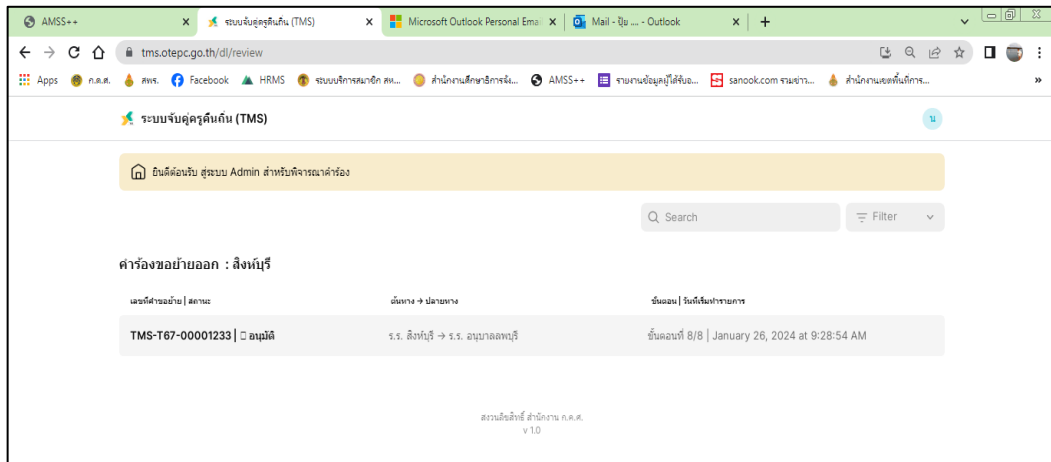 AMSS++ ระบบจับคู่ครูคืนถิ่น (TMS) Microsoft Outlook Personal Emai Mail - ปุ้ย .... - Outlook
tms.otepc.go.th/dl/review
Apps ก.ค.ศ. สพร. Facebook HRMS ระบบบริการสมาชิก สห... สำนักงานศึกษาธิการจัง... AMSS++ รายงานข้อมูลผู้ได้รับอ... sanook.com รวมข่าว... สำนักงานเขตพื้นที่การ... »
ระบบจับคู่ครูคืนถิ่น (TMS) น
ยินดีต้อนรับ สู่ระบบ Admin สำหรับพิจารณาคำร้อง
Search Filter
คำร้องขอย้ายออก : สิงห์บุรี
เลขที่คำขอย้าย | สถานะ ต้นทาง → ปลายทาง ขั้นตอน | วันที่เริ่มทำรายการ
TMS-T67-00001233 | อนุมัติ ร.ร. สิงห์บุรี → ร.ร. อนุบาลลพบุรี ขั้นตอนที่ 8/8 | January 26, 2024 at 9:28:54 AM
สงวนลิขสิทธิ์ สำนักงาน ก.ค.ศ.
v 1.0